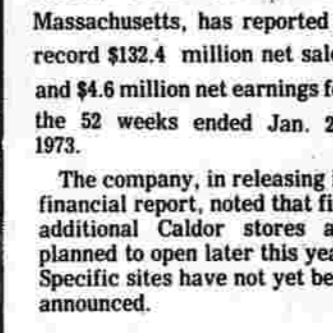 Massachusetts, has reported
record $132.4 million net sal
and $4.6 million net earnings f
the 52 weeks ended Jan. 2
1973.
The company, in releasing
financial report, noted that fi
additional Caldor stores a
planned to open later this yea
Specific sites have not yet be
announced.